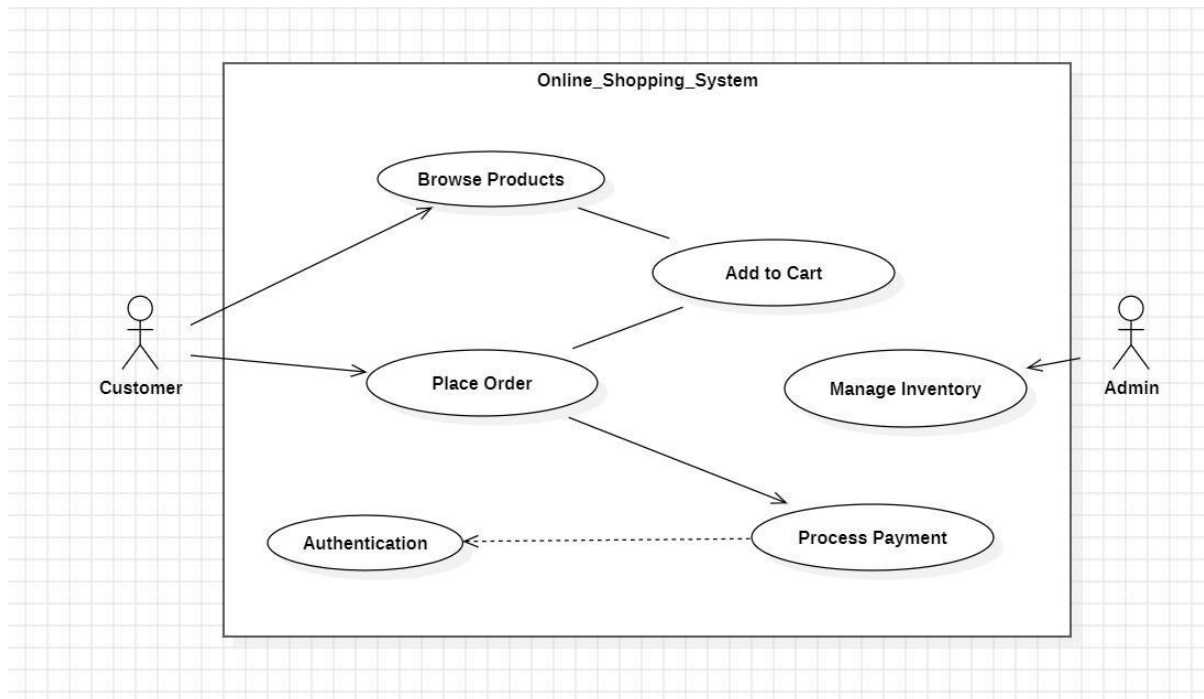 Online_Shopping_System
Browse Products
Add to Cart
Place Order
Manage Inventory
Customer
Admin
Authentication
Process Payment